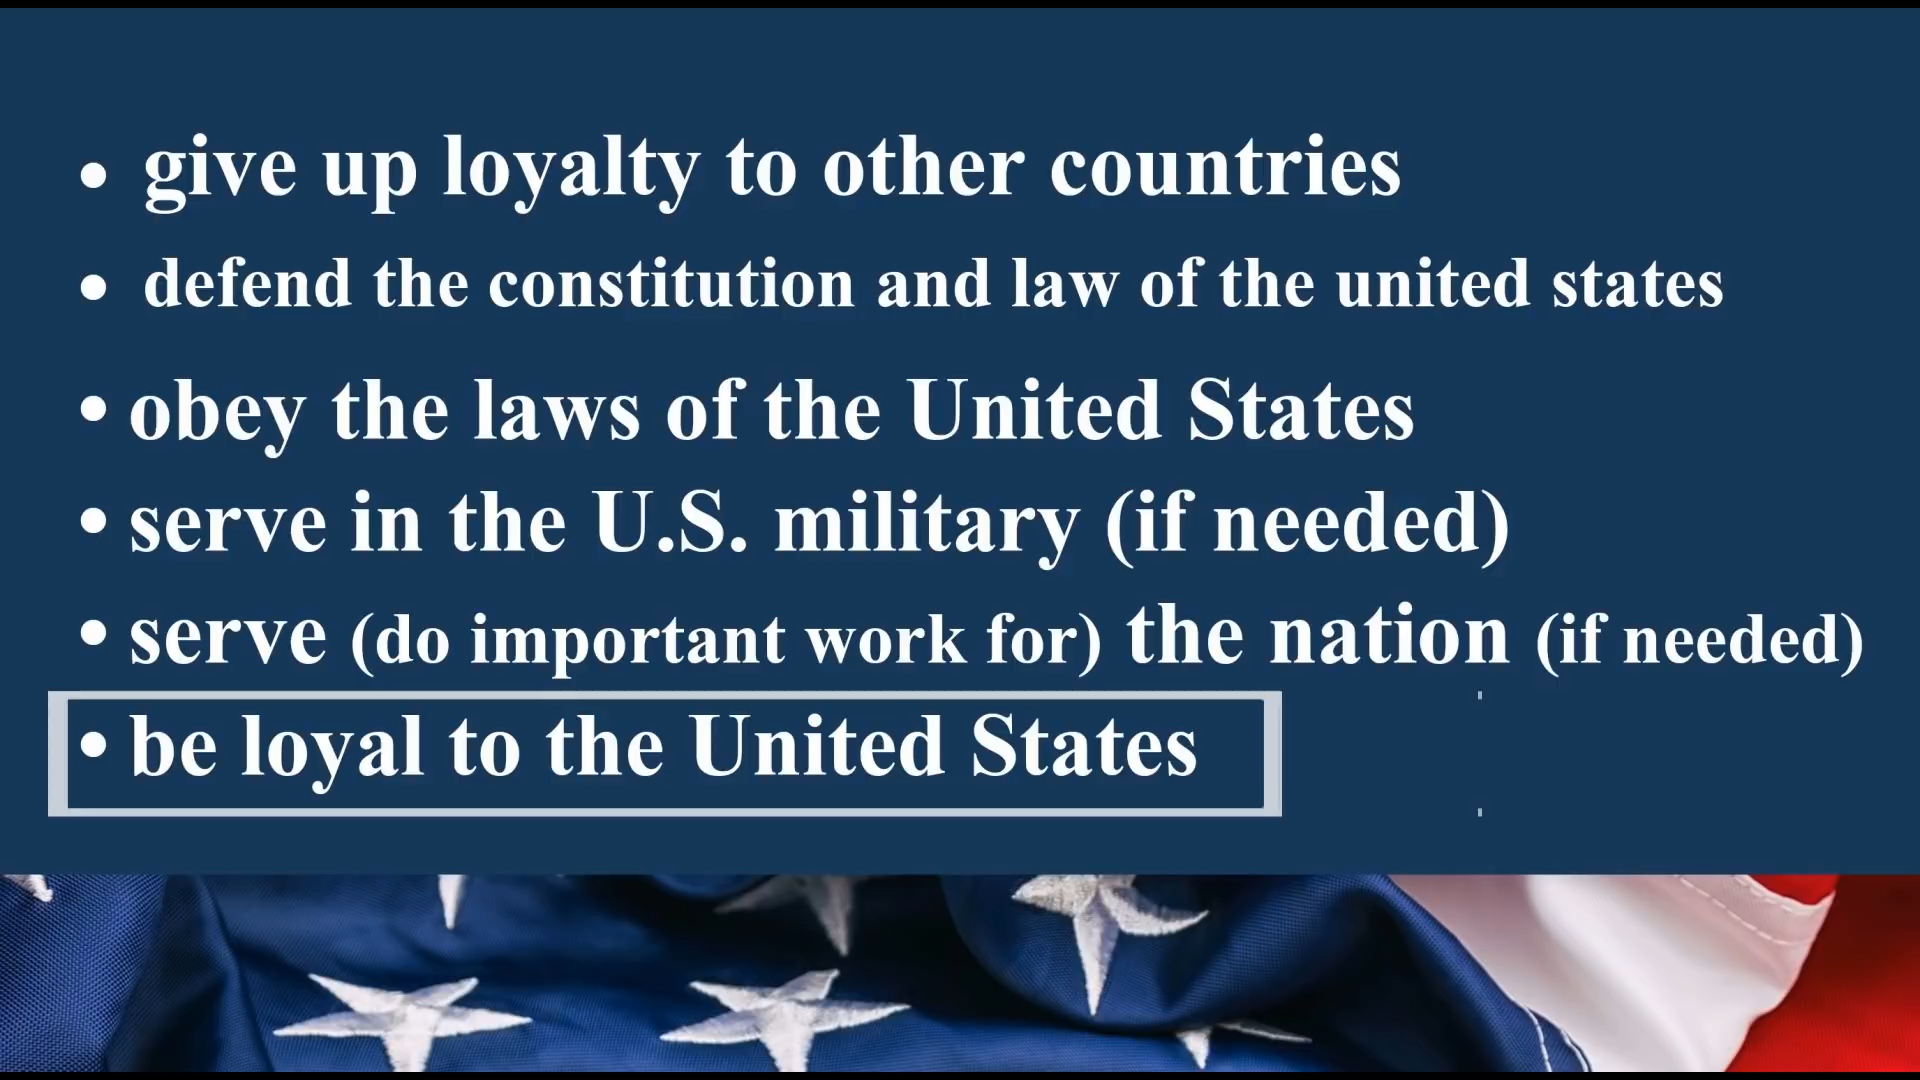 • give up loyalty to other countries
• defend the constitution and law of the united states
• obey the laws of the United States
• serve in the U.S. military (if needed)
• serve (do important work for) the nation (if needed)
• be loyal to the United States